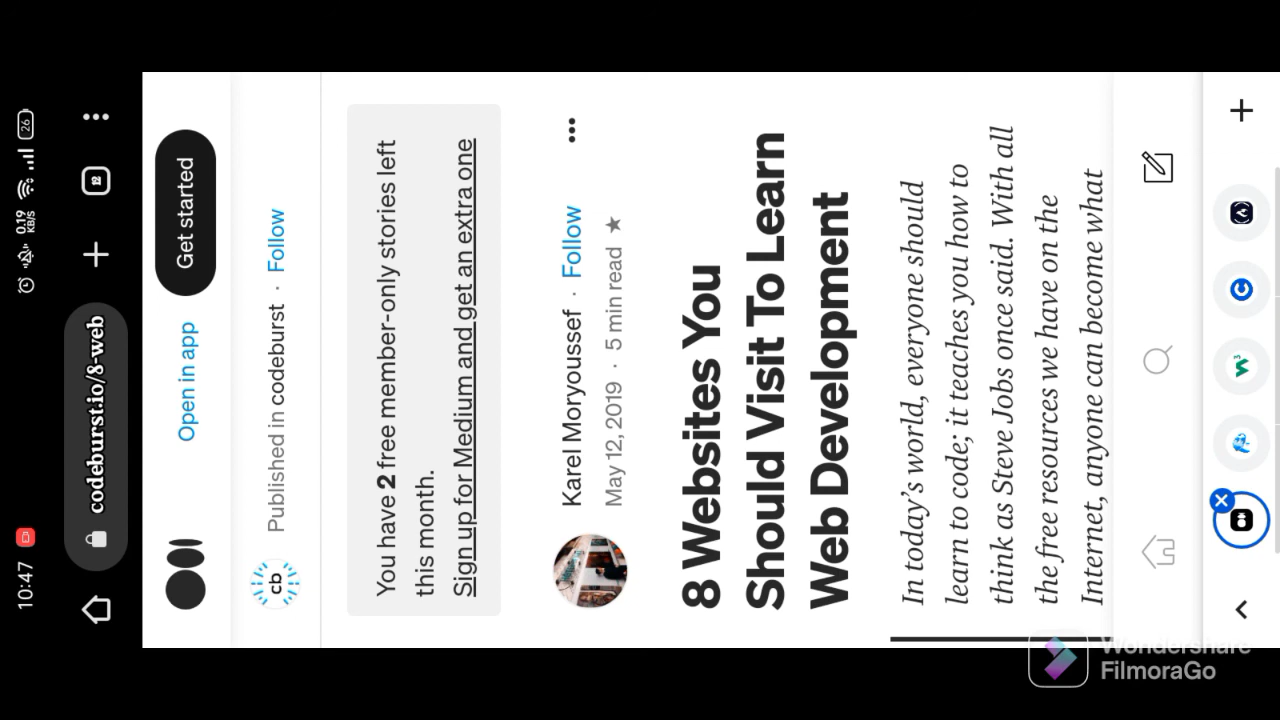 10:47
0.19
KB/S
26
codeburst.io/8-web
12
Open in app
Get started
cb
Published in codeburst · Follow
You have 2 free member-only stories left
this month.
Sign up for Medium and get an extra one
Karel Moryoussef · Follow
May 12, 2019 · 5 min read ★
8 Websites You
Should Visit To Learn
Web Development
In today's world, everyone should
learn to code; it teaches you how to
think as Steve Jobs once said. With all
the free resources we have on the
Internet, anyone can become what
Wondershare
FilmoraGo